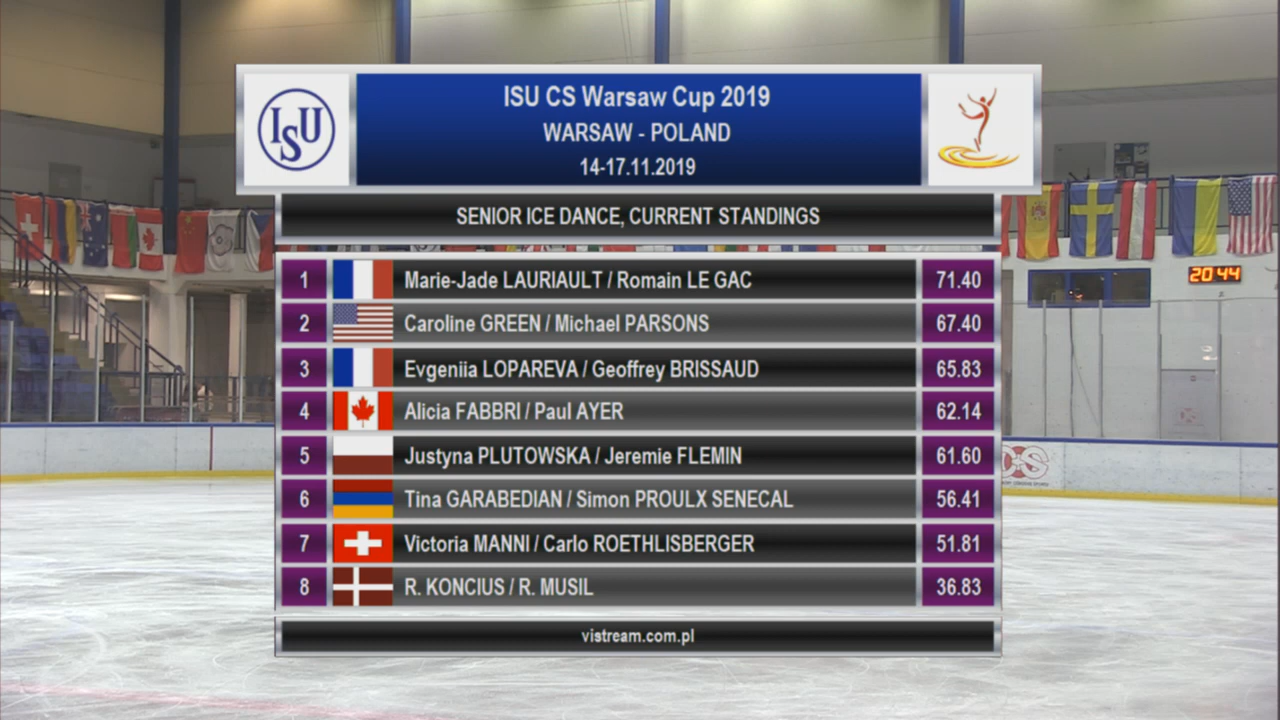 ISU
ISU CS Warsaw Cup 2019
WARSAW - POLAND
14-17.11.2019
SENIOR ICE DANCE, CURRENT STANDINGS
1 Marie-Jade LAURIAULT / Romain LE GAC 71.40
2 Caroline GREEN / Michael PARSONS 67.40
3 Evgeniia LOPAREVA / Geoffrey BRISSAUD 65.83
4 Alicia FABBRI / Paul AYER 62.14
5 Justyna PLUTOWSKA / Jeremie FLEMIN 61.60
6 Tina GARABEDIAN / Simon PROULX SENECAL 56.41
7 Victoria MANNI / Carlo ROETHLISBERGER 51.81
8 R. KONCIUS / R. MUSIL 36.83
vistream.com.pl
20 44